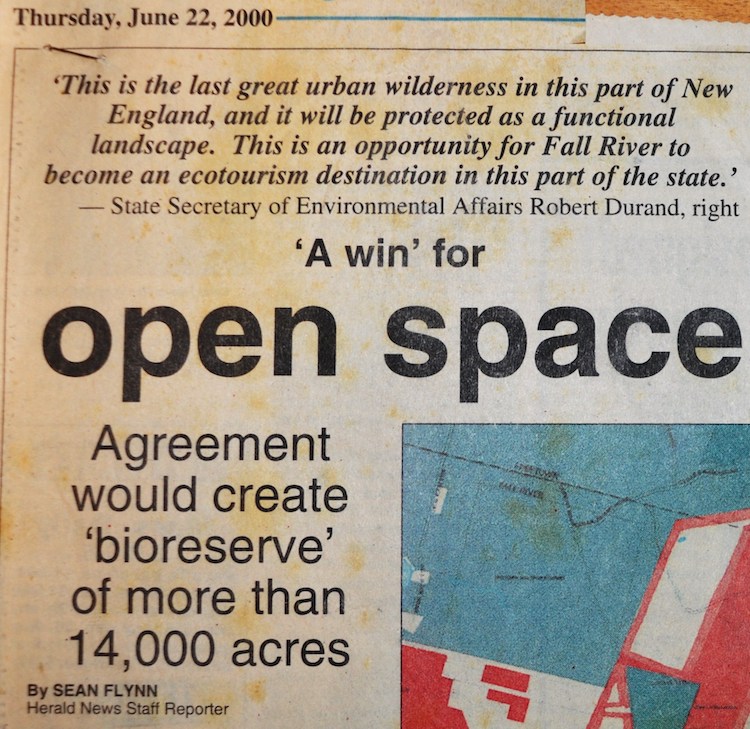 Thursday, June 22, 2000
‘This is the last great urban wilderness in this part of New
England, and it will be protected as a functional
landscape. This is an opportunity for Fall River to
become an ecotourism destination in this part of the state.’
— State Secretary of Environmental Affairs Robert Durand, right
‘A win’ for
open space
Agreement
would create
‘bioreserve’
of more than
14,000 acres
By SEAN FLYNN
Herald News Staff Reporter
FALL RIVER